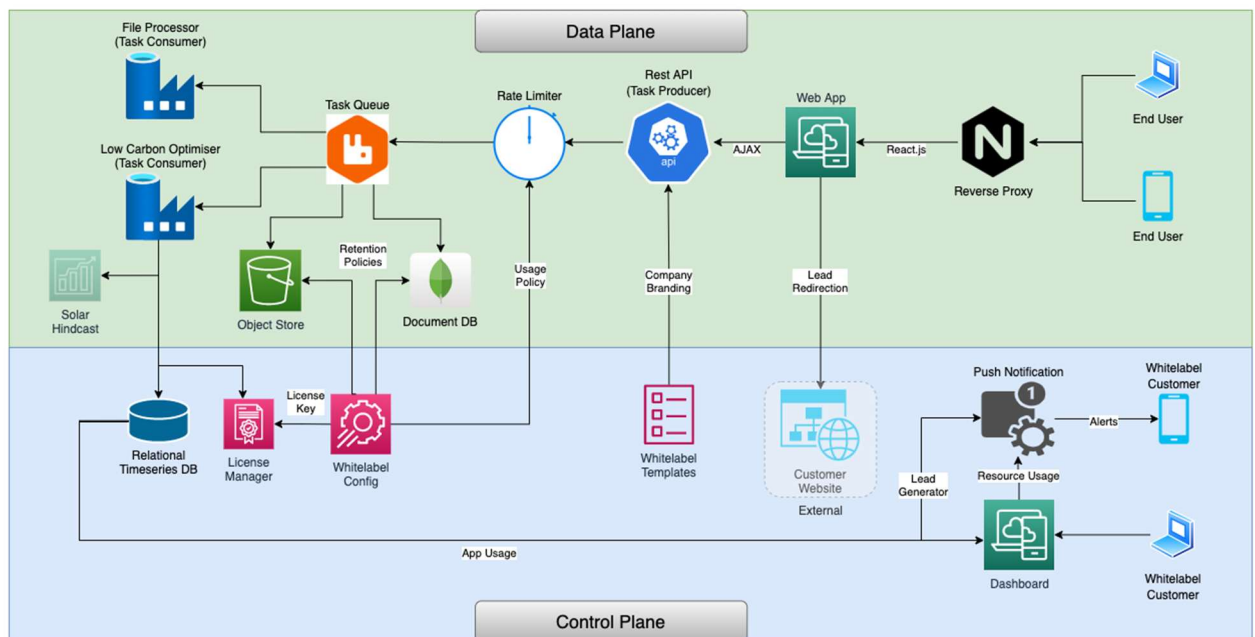 Data Plane
File Processor
(Task Consumer)
Task Queue
Rate Limiter
Rest API
(Task Producer)
api
Web App
AJAX
React.js
N
Reverse Proxy
End User
End User
Low Carbon Optimiser
(Task Consumer)
Solar
Hindcast
Object Store
Retention
Policies
Document DB
Usage
Policy
Company
Branding
Lead
Redirection
Relational
Timeseries DB
License
Key
License
Manager
Whitelabel
Config
Whitelabel
Templates
Customer
Website
External
Push Notification
1
Alerts
Whitelabel
Customer
Lead
Generator
Resource Usage
App Usage
Dashboard
Whitelabel
Customer
Control Plane